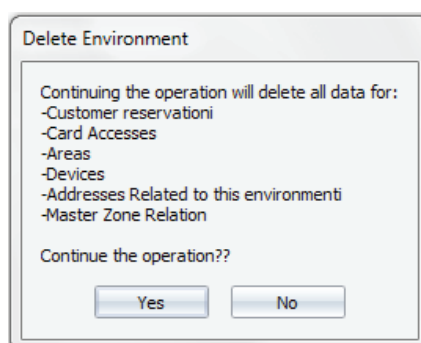 Delete Environment
Continuing the operation will delete all data for:
-Customer reservationi
-Card Accesses
-Areas
-Devices
-Addresses Related to this environmenti
-Master Zone Relation
Continue the operation??
Yes No